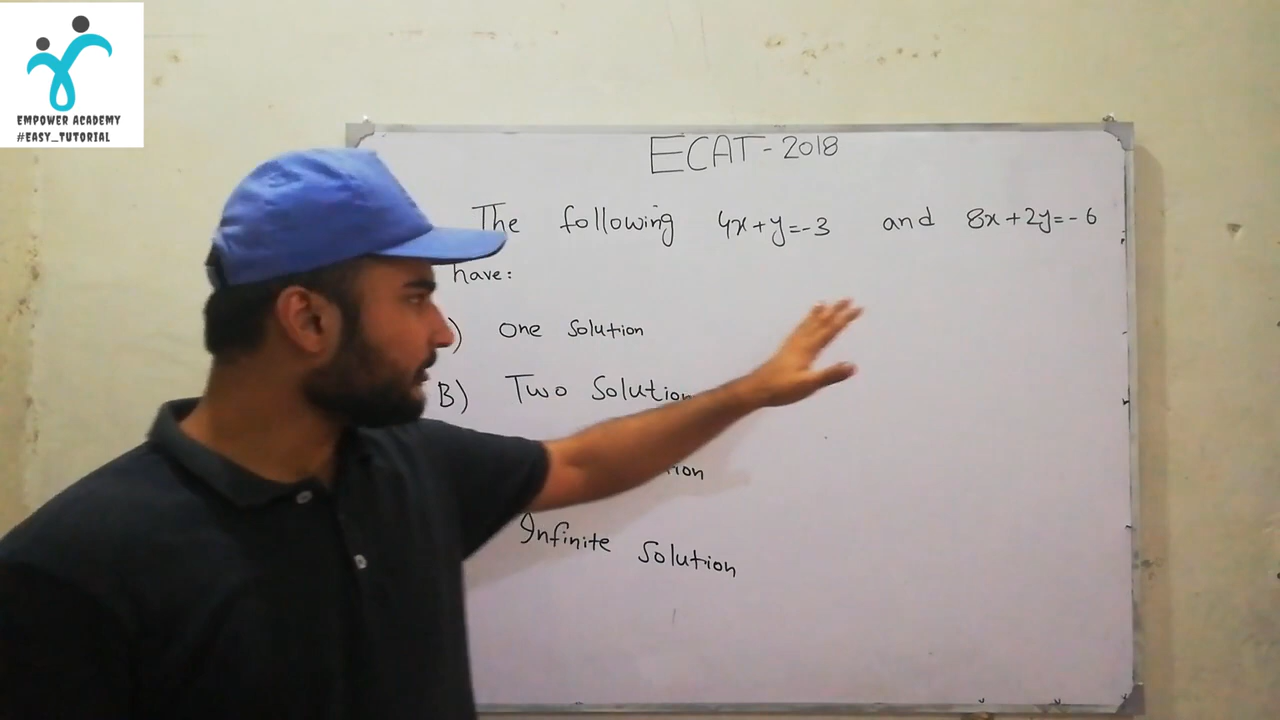 EMPOWER ACADEMY
#EASY_TUTORIAL
ECAT-2018
The following 4x+y=-3 and 8x+2y=-6
have:
) One Solution
B) Two Solution
Infinite Solution